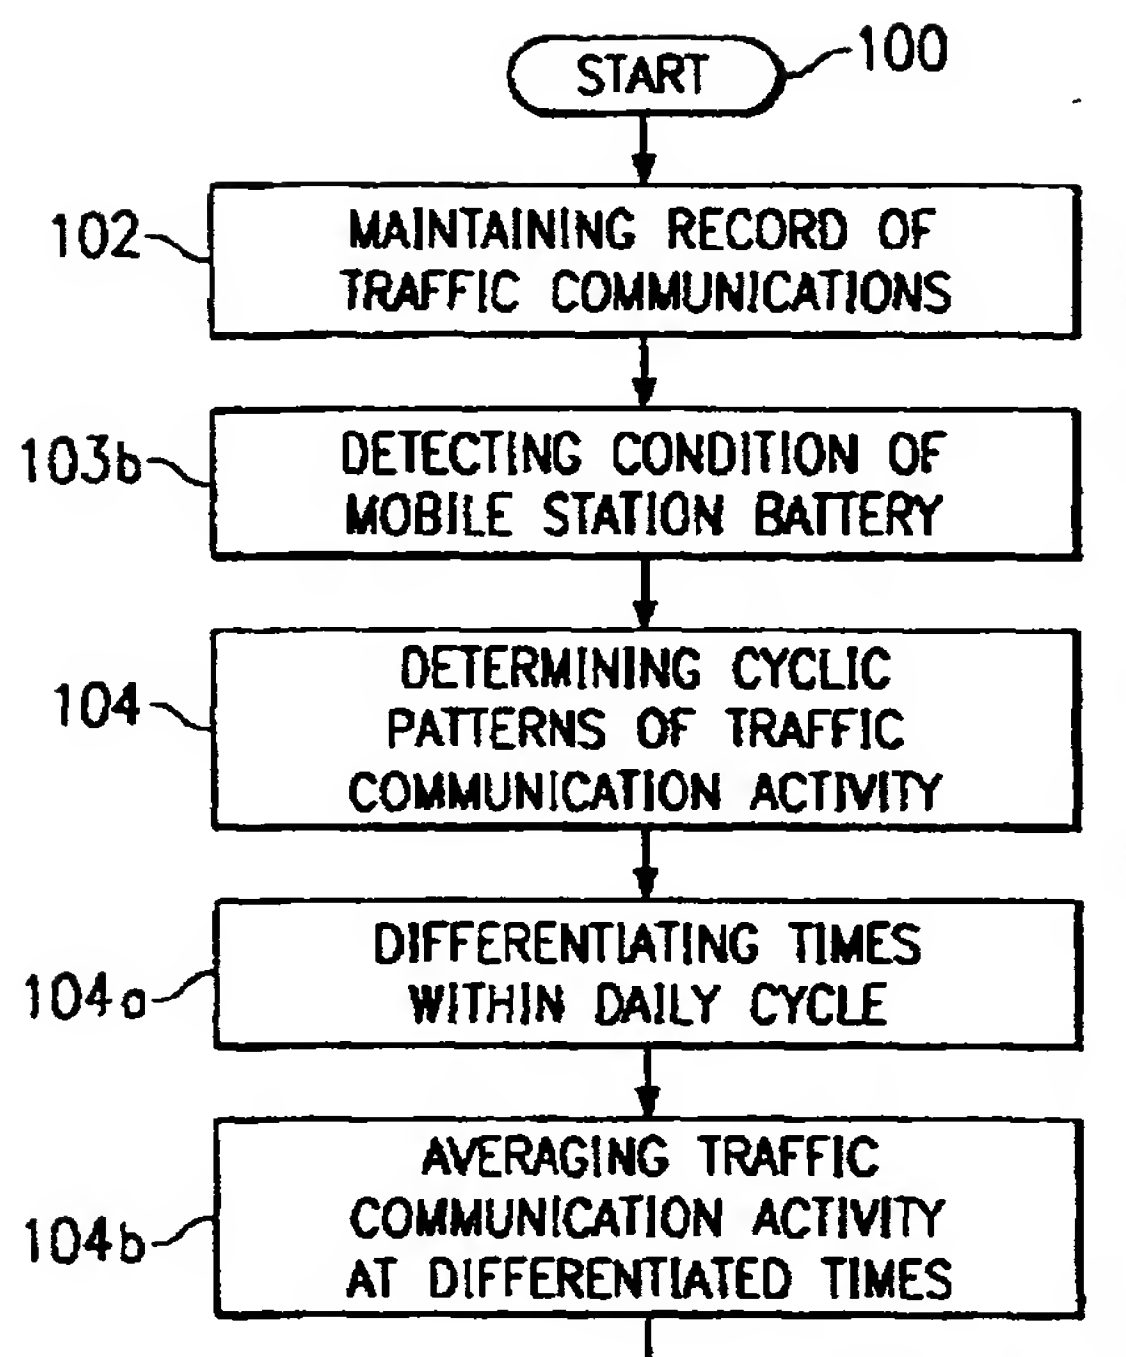 START
100
102
MAINTAINING RECORD OF
TRAFFIC COMMUNICATIONS
103b
DETECTING CONDITION OF
MOBILE STATION BATTERY
104
DETERMINING CYCLIC
PATTERNS OF TRAFFIC
COMMUNICATION ACTIVITY
104a
DIFFERENTIATING TIMES
WITHIN DAILY CYCLE
104b
AVERAGING TRAFFIC
COMMUNICATION ACTIVITY
AT DIFFERENTIATED TIMES